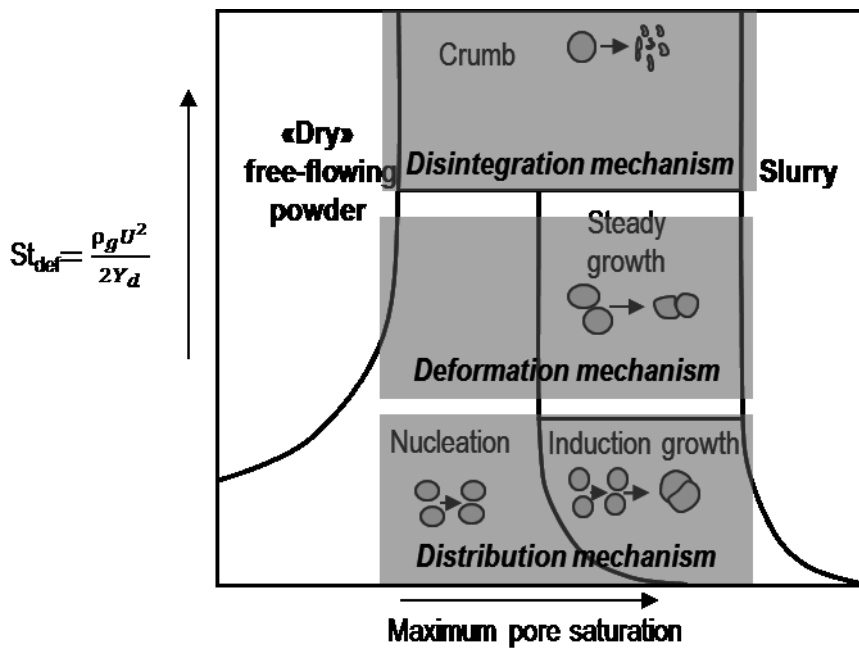 Crumb
«Dry»
free-flowing
powder
Disintegration mechanism
Slurry
St_def = ρ_g U² / 2Y_d
Steady
growth
Deformation mechanism
Nucleation
Induction growth
Distribution mechanism
Maximum pore saturation